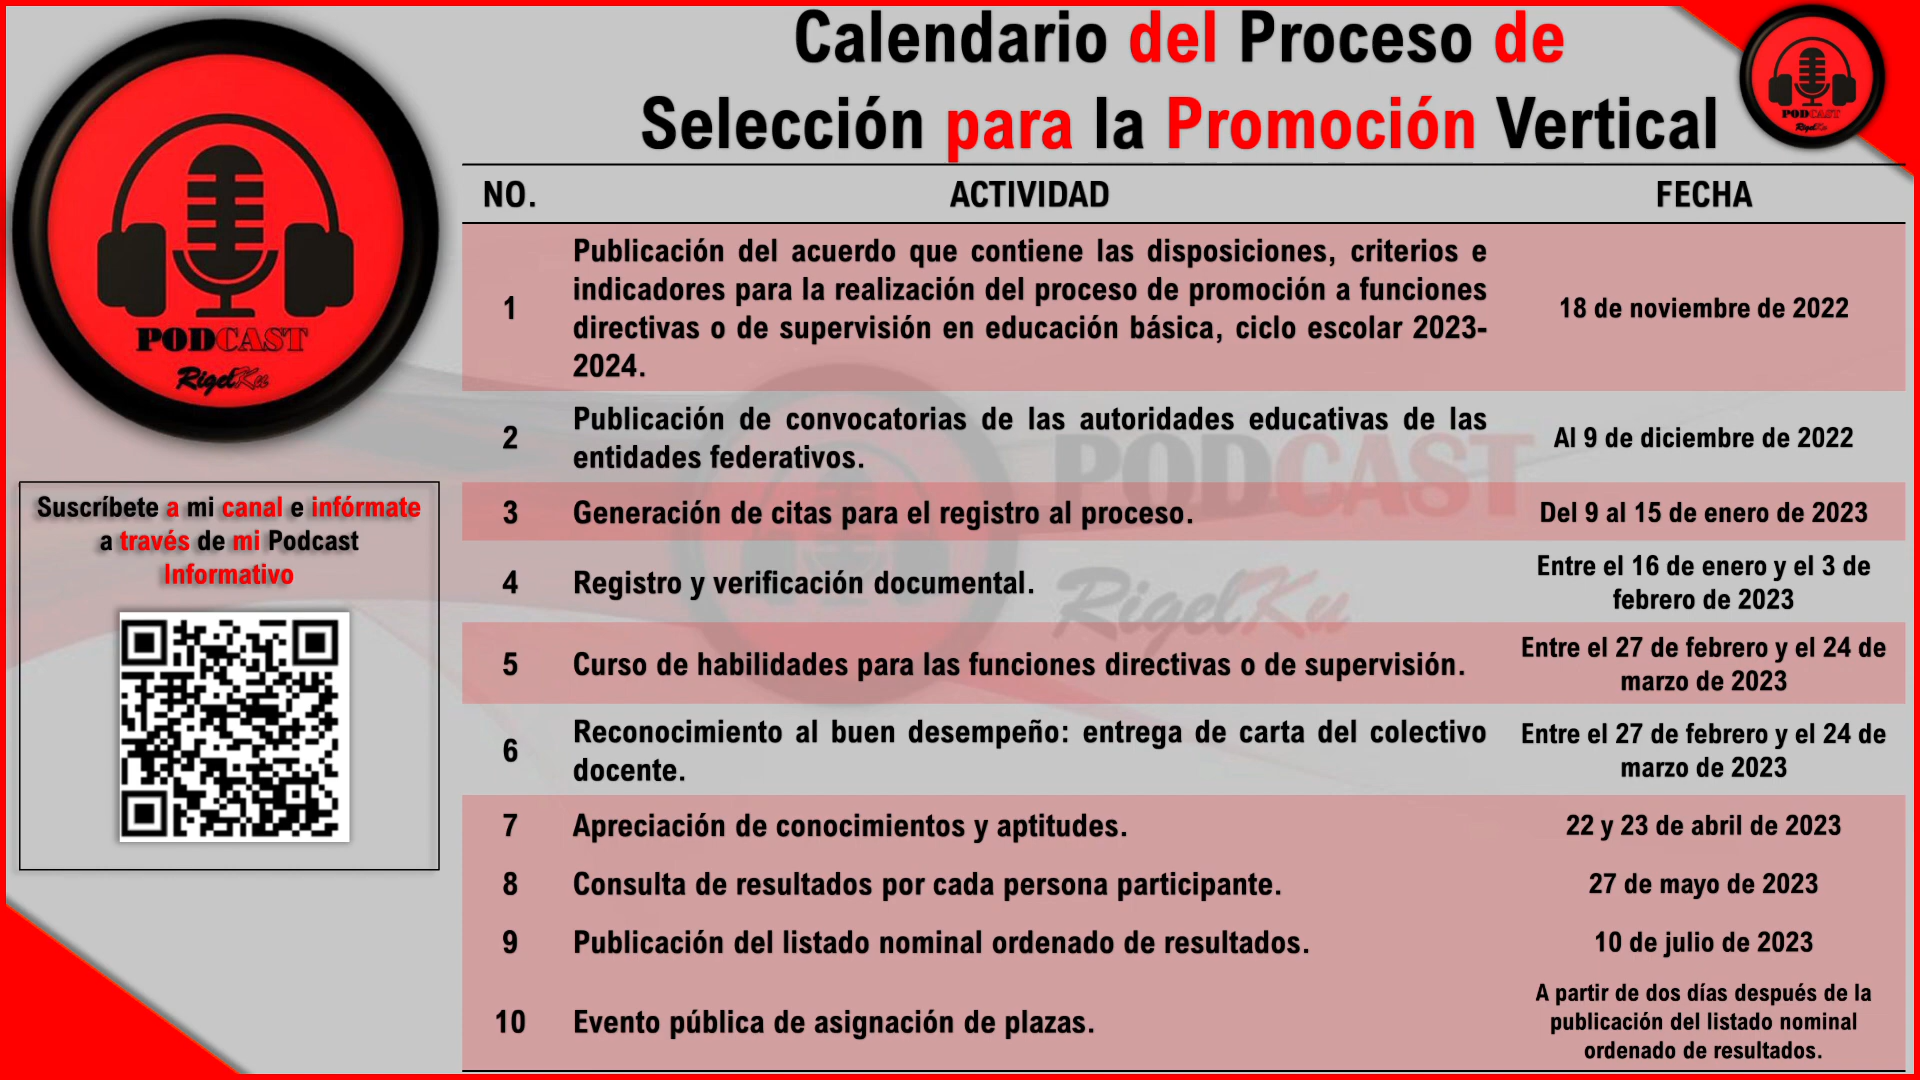 Calendario del Proceso de
Selección para la Promoción Vertical
PODCAST
RigelKu
PODCAST
RigelKu
Suscríbete a mi canal e infórmate
a través de mi Podcast
Informativo
NO. ACTIVIDAD FECHA
1 Publicación del acuerdo que contiene las disposiciones, criterios e
indicadores para la realización del proceso de promoción a funciones
directivas o de supervisión en educación básica, ciclo escolar 2023-
2024.
18 de noviembre de 2022
2 Publicación de convocatorias de las autoridades educativas de las
entidades federativos.
Al 9 de diciembre de 2022
3 Generación de citas para el registro al proceso. Del 9 al 15 de enero de 2023
4 Registro y verificación documental. Entre el 16 de enero y el 3 de
febrero de 2023
5 Curso de habilidades para las funciones directivas o de supervisión. Entre el 27 de febrero y el 24 de
marzo de 2023
6 Reconocimiento al buen desempeño: entrega de carta del colectivo
docente.
Entre el 27 de febrero y el 24 de
marzo de 2023
7 Apreciación de conocimientos y aptitudes. 22 y 23 de abril de 2023
8 Consulta de resultados por cada persona participante. 27 de mayo de 2023
9 Publicación del listado nominal ordenado de resultados. 10 de julio de 2023
10 Evento pública de asignación de plazas. A partir de dos días después de la
publicación del listado nominal
ordenado de resultados.
PODCAST
RigelKu